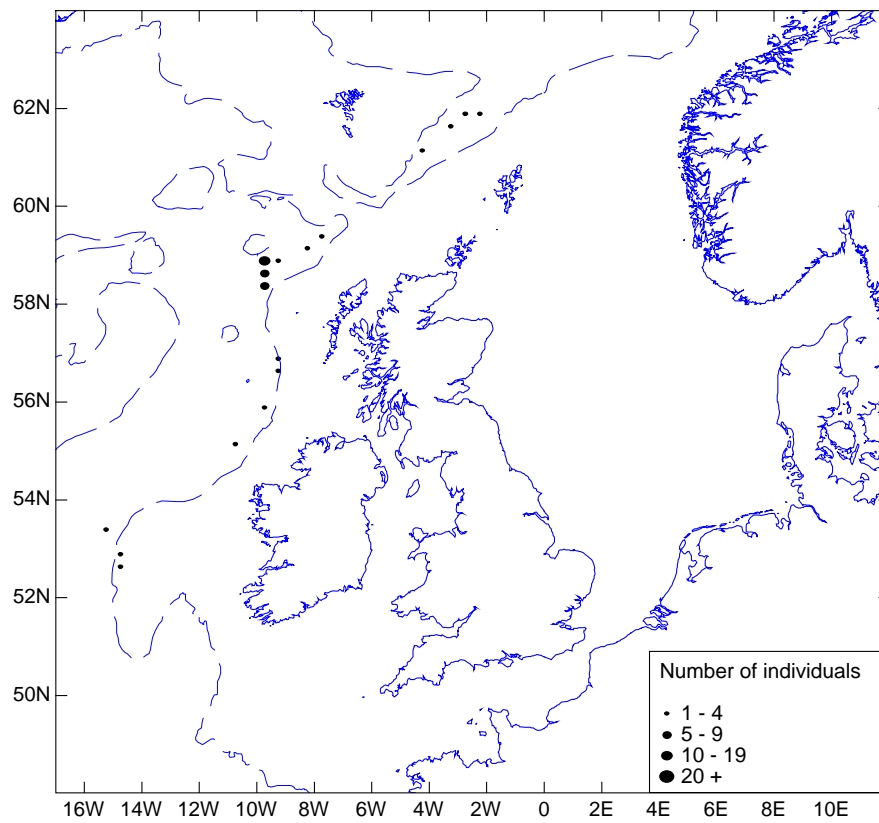 62N
60N
58N
56N
54N
52N
50N
Number of individuals
1 - 4
5 - 9
10 - 19
20 +
16W 14W 12W 10W 8W 6W 4W 2W 0 2E 4E 6E 8E 10E